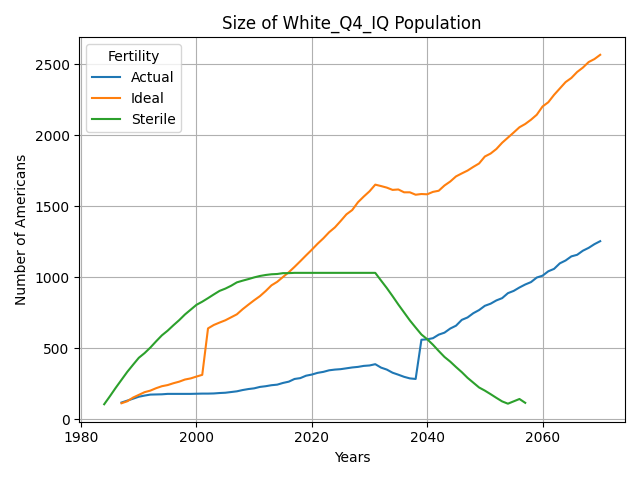 Size of White_Q4_IQ Population
Fertility
Actual
Ideal
Sterile
Number of Americans
2500
2000
1500
1000
500
0
1980
2000
2020
2040
2060
Years